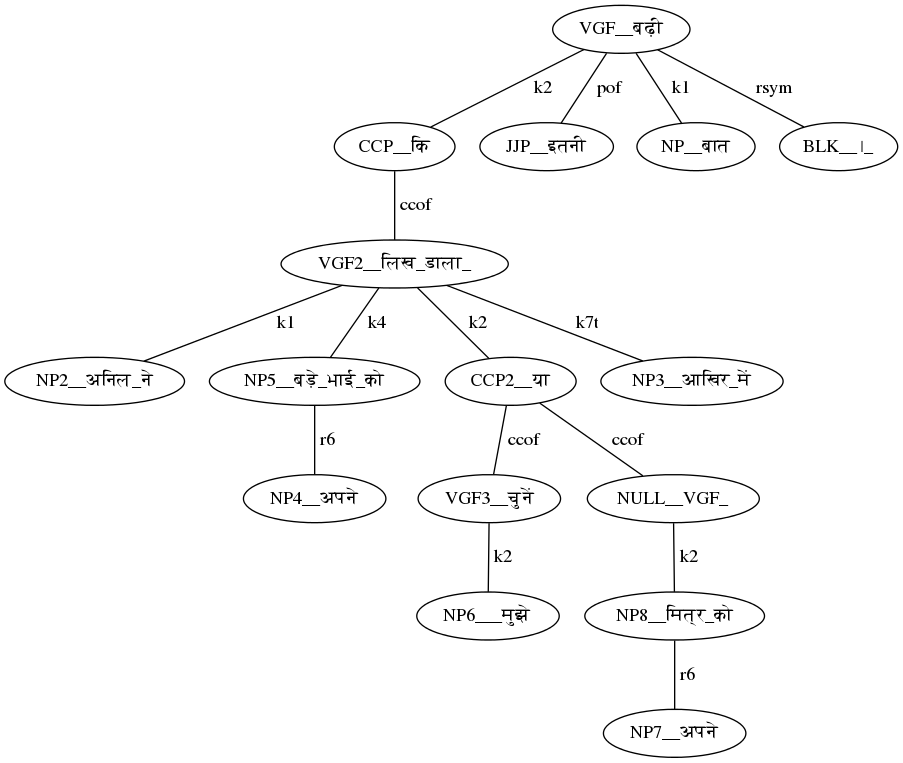 VGF__बढ़ी
k2 pof k1 rsym
CCP__कि JJP__इतनी NP__बात BLK__।_
ccof
VGF2__लिख_डाला_
k1 k4 k2 k7t
NP2__अनिल_ने NP5__बड़े_भाई_को CCP2__या NP3__आखिर_में
r6 ccof ccof
NP4__अपने VGF3__चुनें NULL__VGF_
k2 k2
NP6___मुझे NP8__मित्र_को
r6
NP7__अपने